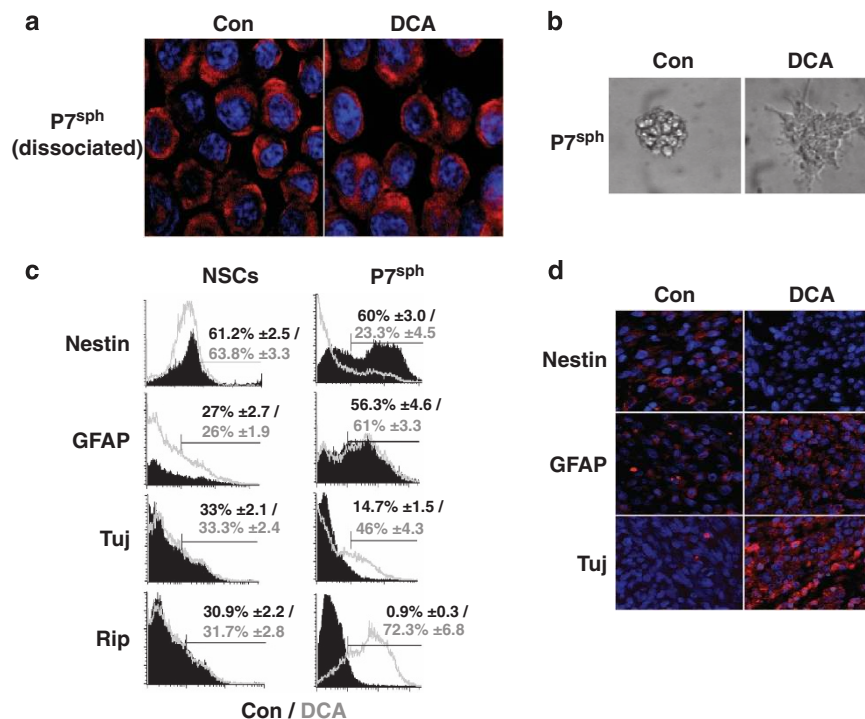 a
Con DCA
P7sph
(dissociated)
b
Con DCA
P7sph
c
NSCs P7sph
Nestin
61.2% ±2.5 /
63.8% ±3.3
60% ±3.0 /
23.3% ±4.5
GFAP
27% ±2.7 /
26% ±1.9
56.3% ±4.6 /
61% ±3.3
Tuj
33% ±2.1 /
33.3% ±2.4
14.7% ±1.5 /
46% ±4.3
Rip
30.9% ±2.2 /
31.7% ±2.8
0.9% ±0.3 /
72.3% ±6.8
Con / DCA
d
Con DCA
Nestin
GFAP
Tuj